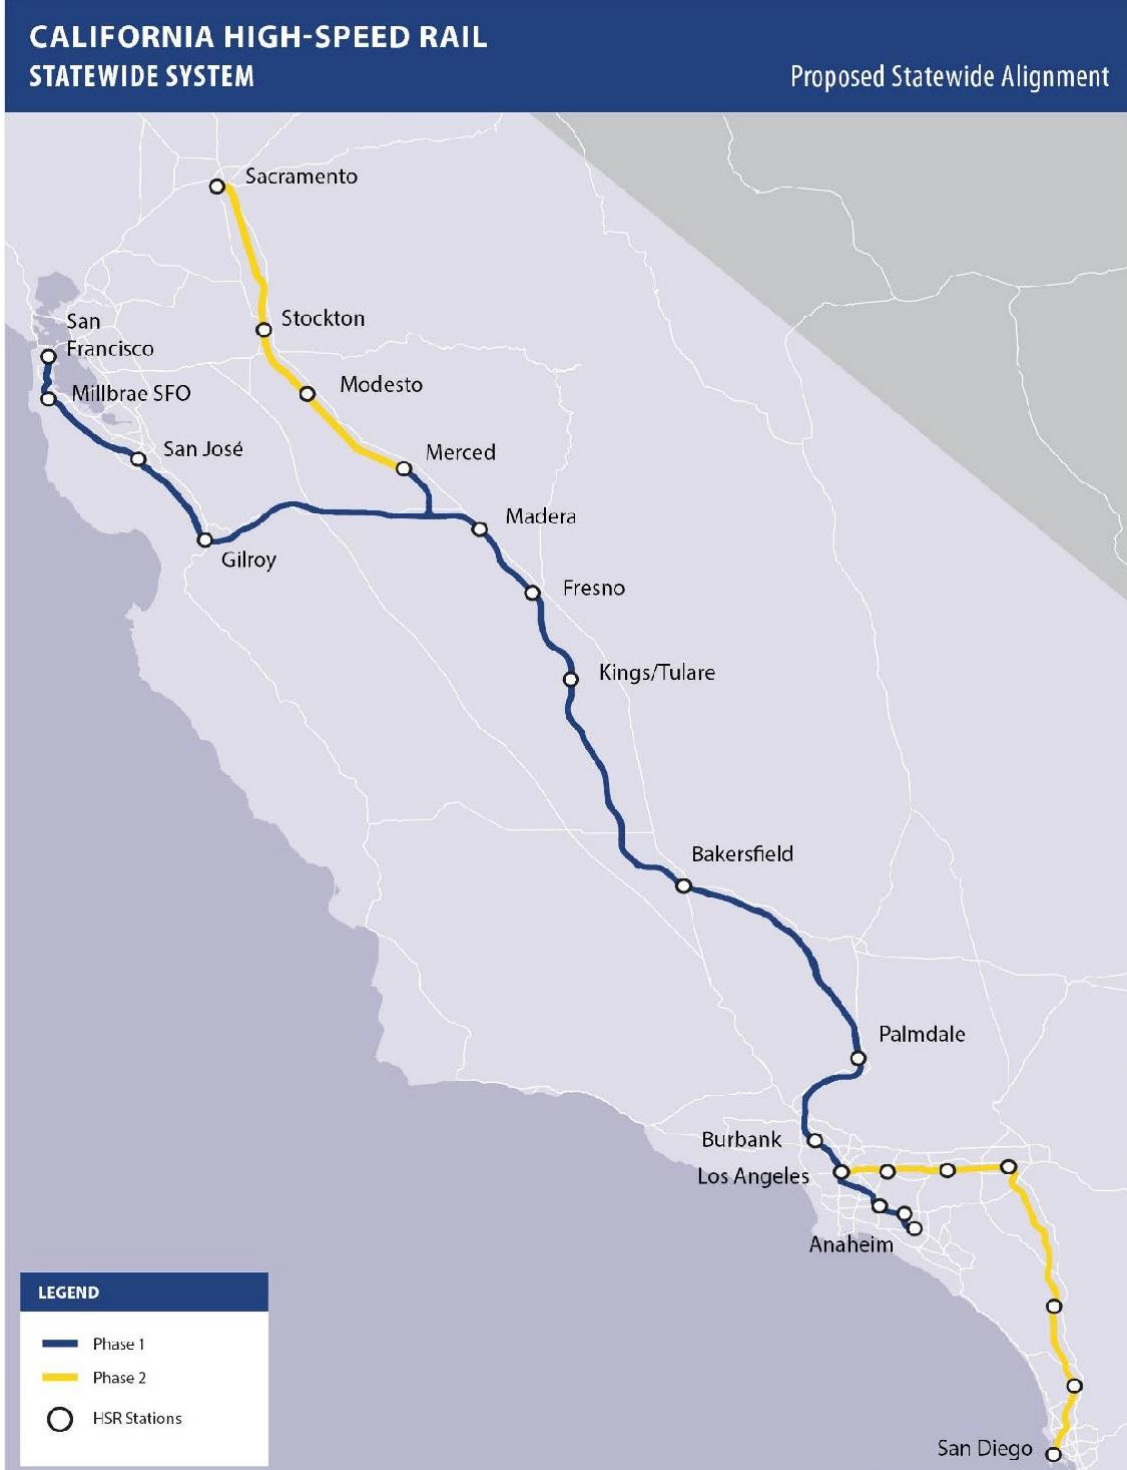 CALIFORNIA HIGH-SPEED RAIL
STATEWIDE SYSTEM
Proposed Statewide Alignment
Sacramento
Stockton
San
Francisco
Modesto
Millbrae SFO
San José
Merced
Madera
Gilroy
Fresno
Kings/Tulare
Bakersfield
Palmdale
Burbank
Los Angeles
Anaheim
LEGEND
Phase 1
Phase 2
HSR Stations
San Diego